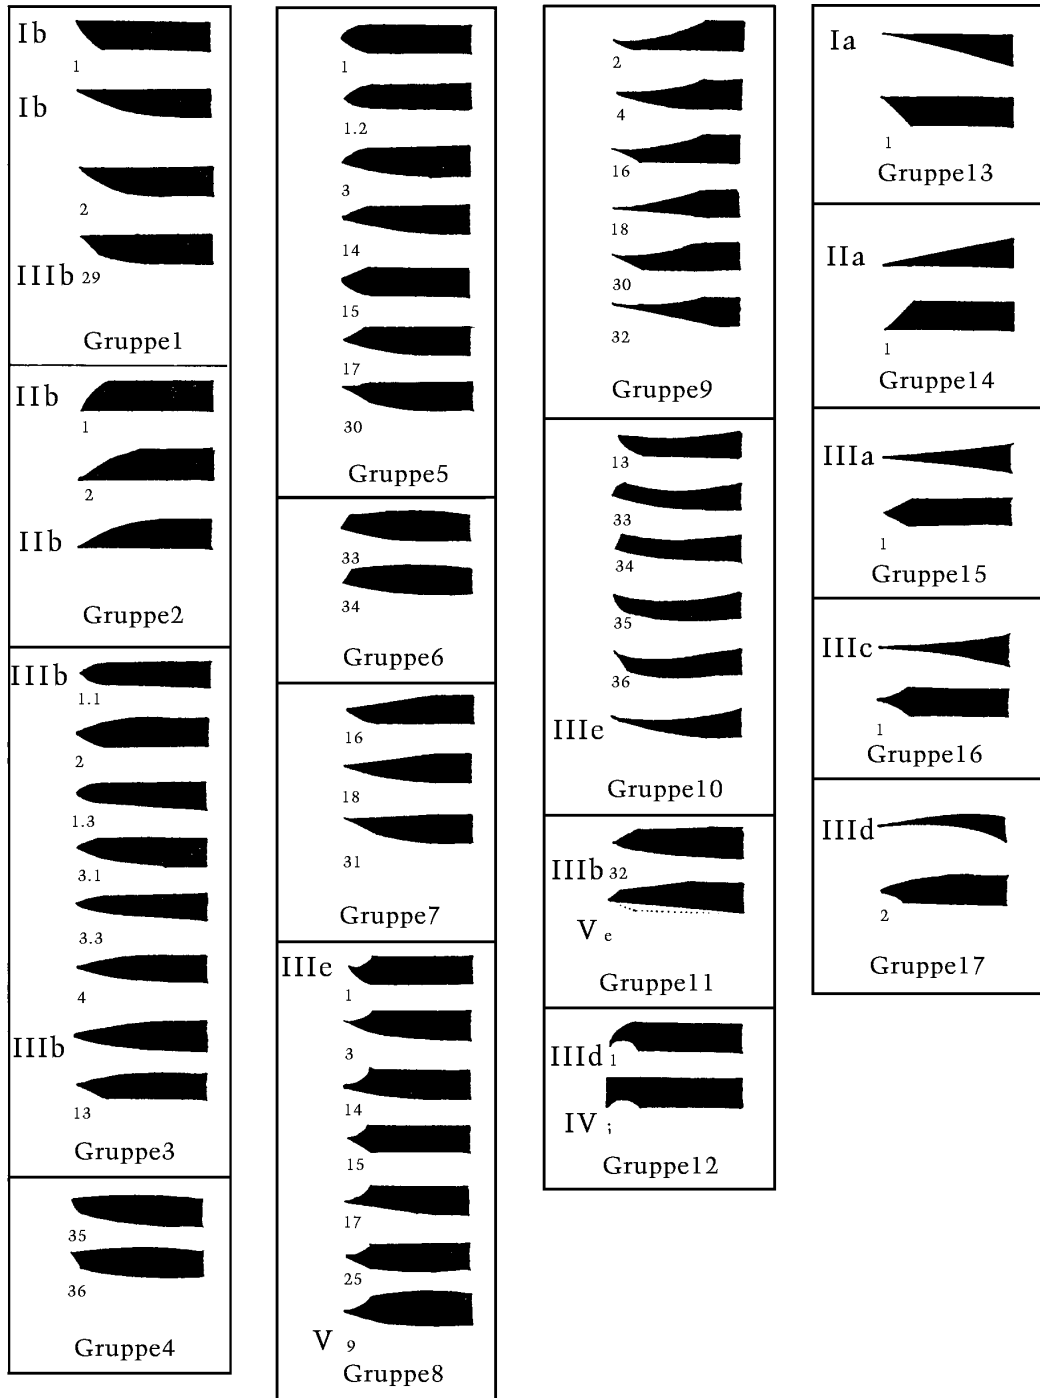 Ib
1
Ib
2
IIIb 29
Gruppe1
IIb
1
2
IIb
Gruppe2
IIIb
1.1
2
1.3
3.1
3.3
4
IIIb
13
Gruppe3
35
36
Gruppe4
1
1.2
3
14
15
17
30
Gruppe5
33
34
Gruppe6
16
18
31
Gruppe7
IIIe
1
3
14
15
17
25
V 9
Gruppe8
2
4
16
18
30
32
Gruppe9
13
33
34
35
36
IIIe
Gruppe10
IIIb 32
V e
Gruppe11
IIId 1
IV ;
Gruppe12
Ia
1
Gruppe13
IIa
1
Gruppe14
IIIa
1
Gruppe15
IIIc
1
Gruppe16
IIId
2
Gruppe17